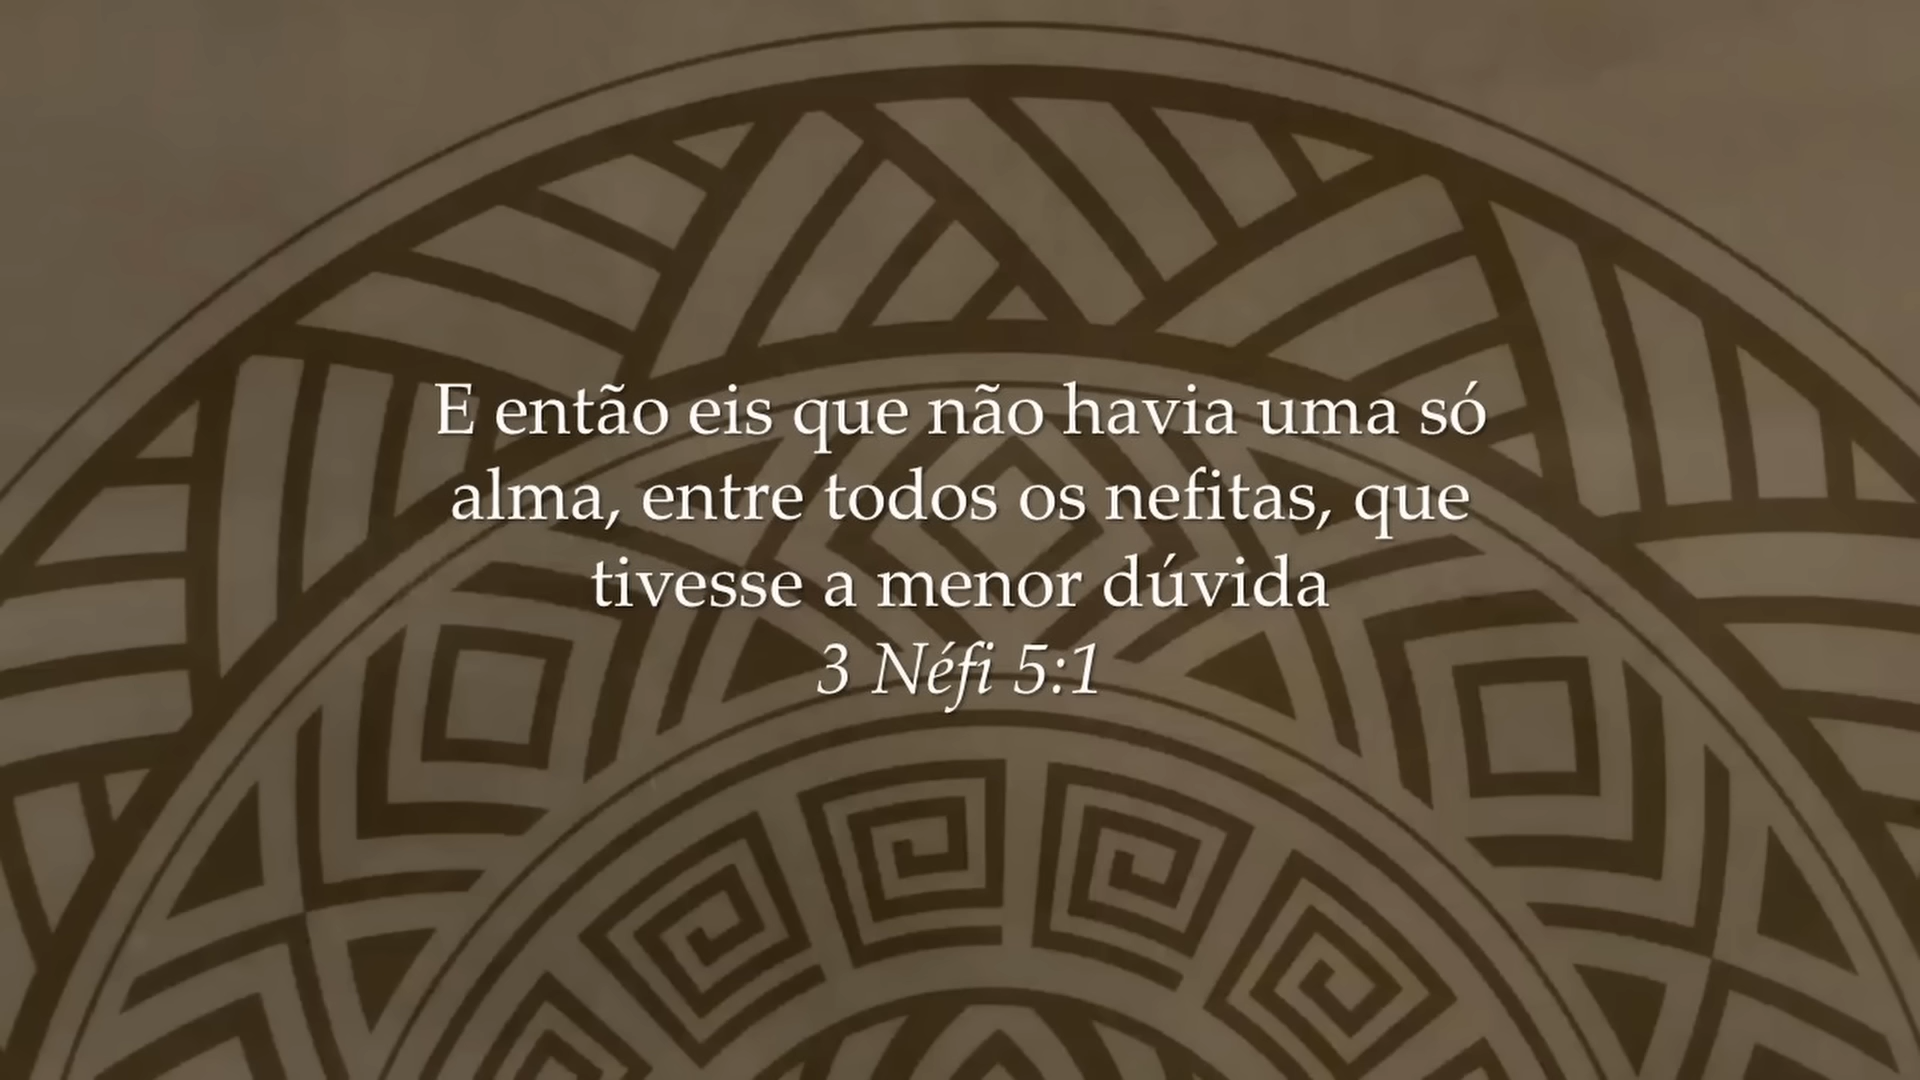 E então eis que não havia uma só
alma, entre todos os nefitas, que
tivesse a menor dúvida
3 Néfi 5:1